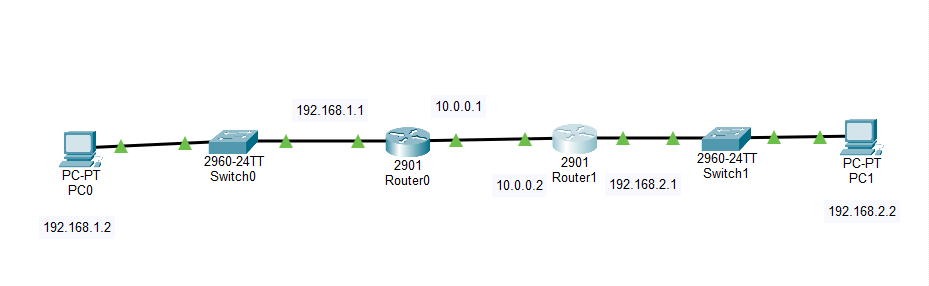 192.168.1.1
10.0.0.1
PC-PT
PC0
192.168.1.2
2960-24TT
Switch0
2901
Router0
10.0.0.2
2901
Router1
192.168.2.1
2960-24TT
Switch1
PC-PT
PC1
192.168.2.2